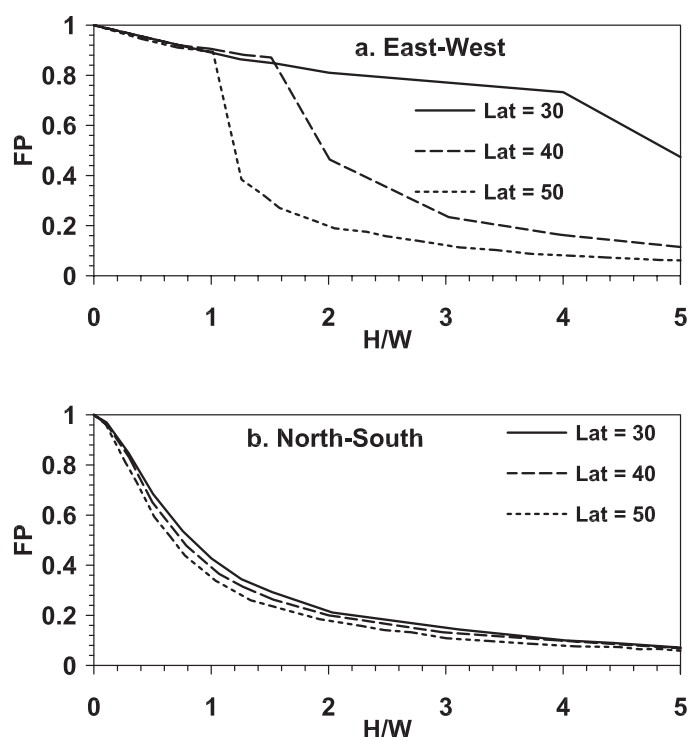 a. East-West
FP
1
0.8
0.6
0.4
0.2
0
Lat = 30
Lat = 40
Lat = 50
0 1 2 3 4 5
H/W
b. North-South
FP
1
0.8
0.6
0.4
0.2
0
Lat = 30
Lat = 40
Lat = 50
0 1 2 3 4 5
H/W